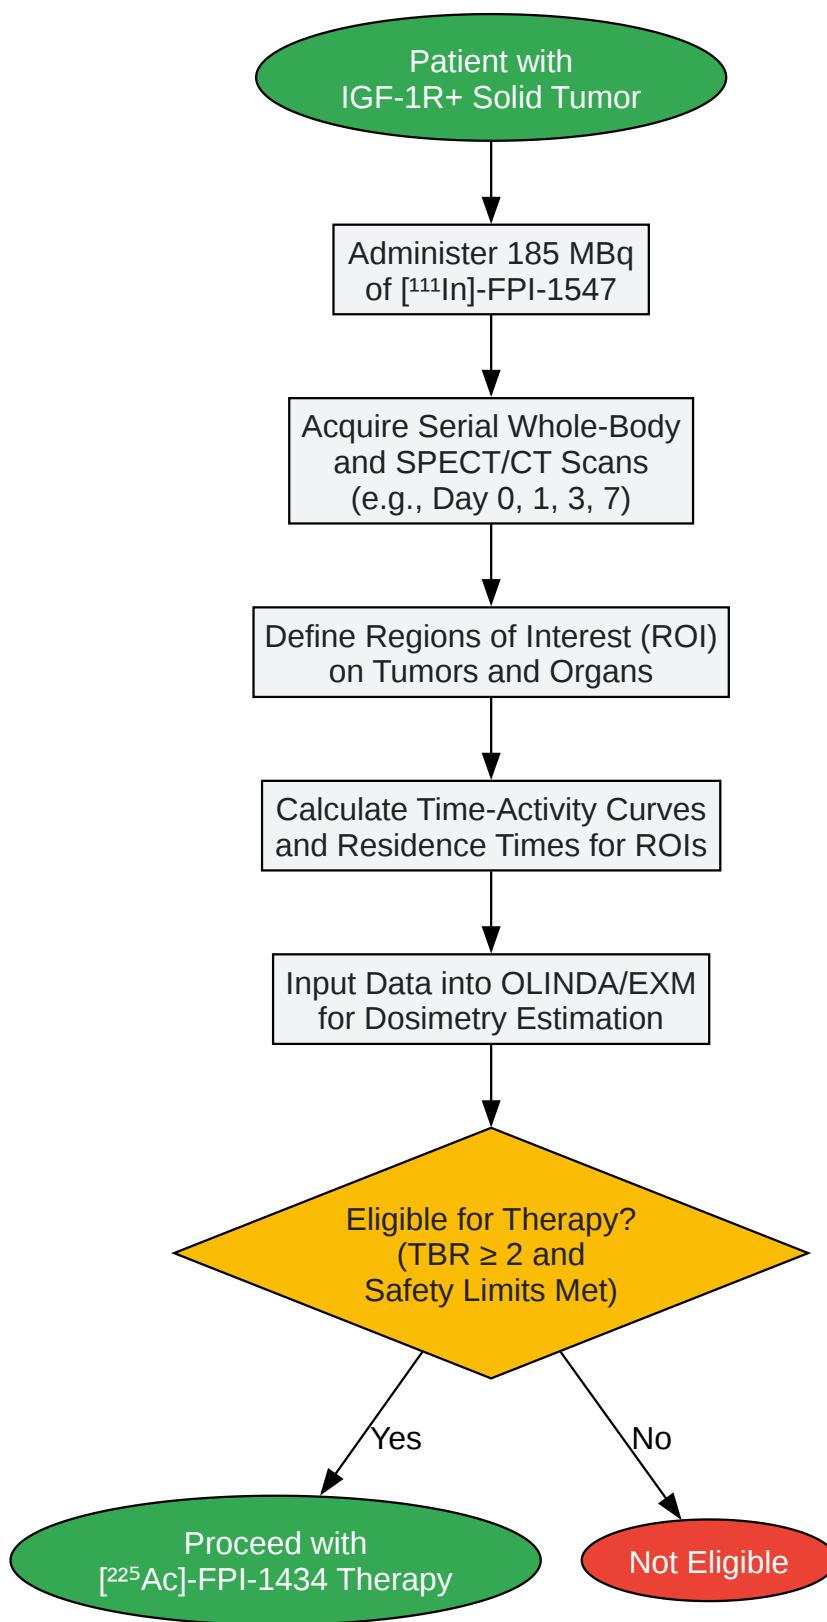 Patient with
IGF-1R+ Solid Tumor
Administer 185 MBq
of [¹¹¹In]-FPI-1547
Acquire Serial Whole-Body
and SPECT/CT Scans
(e.g., Day 0, 1, 3, 7)
Define Regions of Interest (ROI)
on Tumors and Organs
Calculate Time-Activity Curves
and Residence Times for ROIs
Input Data into OLINDA/EXM
for Dosimetry Estimation
Eligible for Therapy?
(TBR ≥ 2 and
Safety Limits Met)
Yes
No
Proceed with
[²²⁵Ac]-FPI-1434 Therapy
Not Eligible